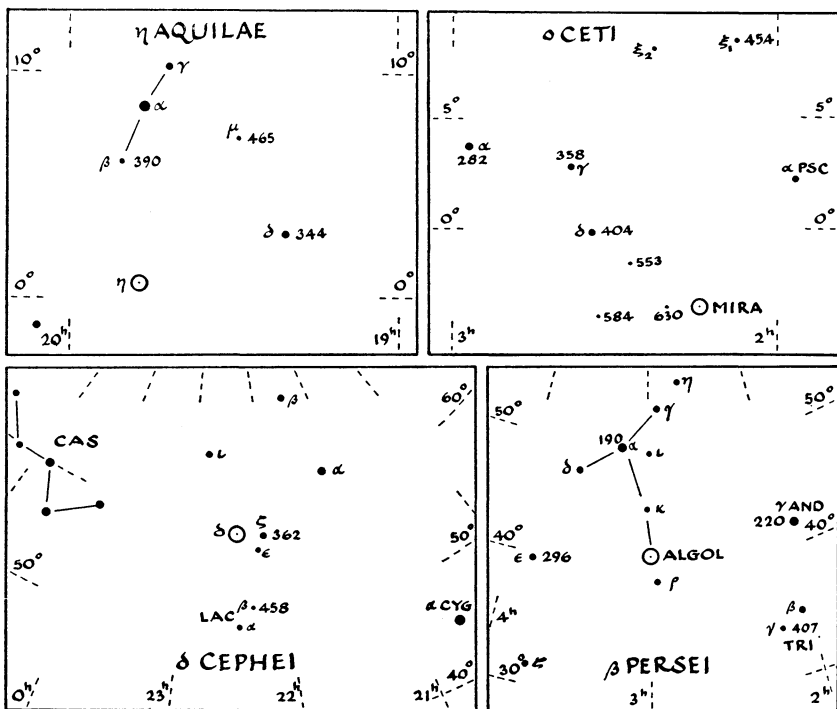 η AQUILAE
10° 10°
γ
α
μ 465
β 390
δ 344
0° 0°
η
20ʰ 19ʰ
ο CETI
ξ₂ ξ₁ 454
5° 5°
α 282
358 γ
α PSC
0° 0°
δ 404
553
584 630 MIRA
3ʰ 2ʰ
β 60°
CAS
ι α
δ ζ 362
ε
50° 50°
LAC β 458
α
α CYG
δ CEPHEI
40°
0ʰ 23ʰ 22ʰ 21ʰ
η
50° γ 50°
190 α
δ ι
κ
γ AND
220 40°
40°
ε 296 ALGOL
ρ
4ʰ
β
γ 407
TRI
30° ζ
β PERSEI
3ʰ 2ʰ